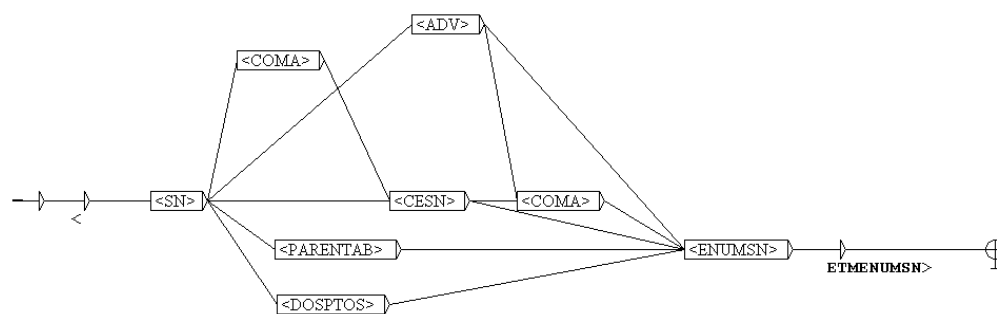 <ADV>
<COMA>
<
<SN>
<CESN>
<COMA>
<PARENTAB>
<ENUMSN>
ETMENUMSN>
<DOSPTOS>